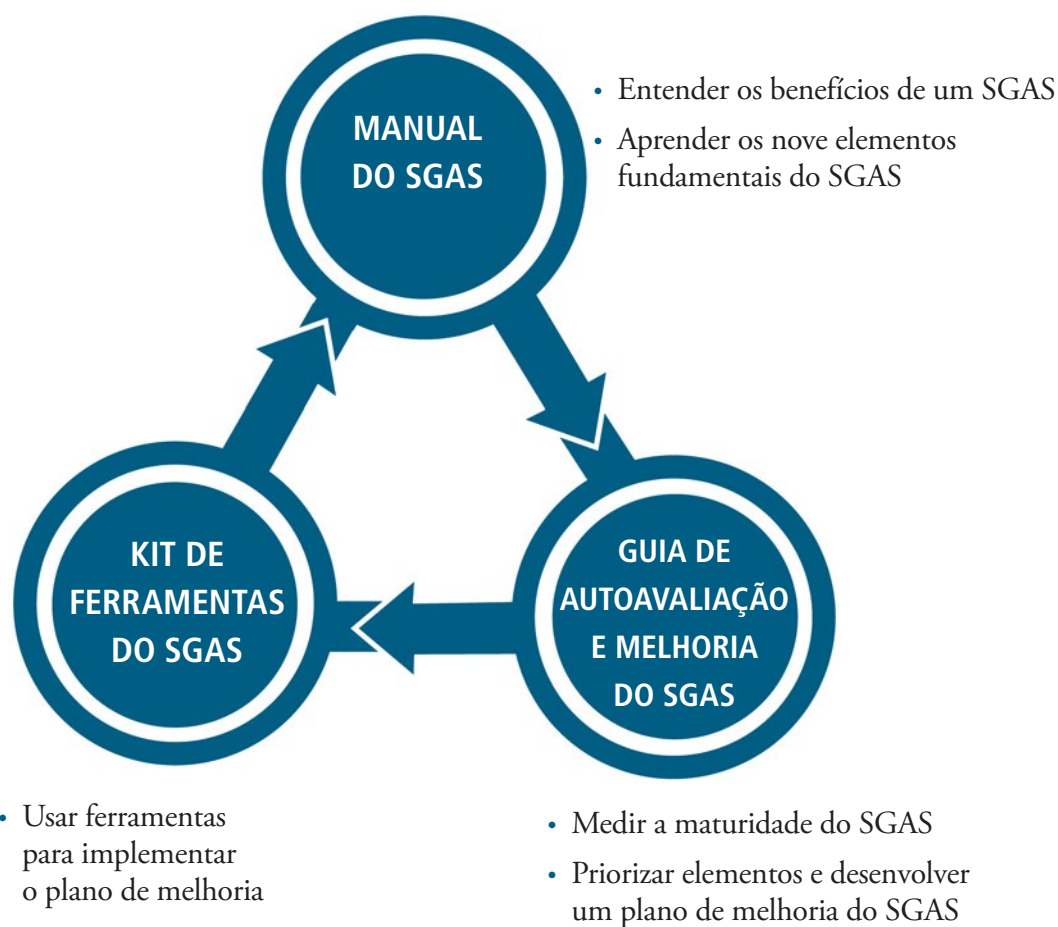 MANUAL
DO SGAS
• Entender os benefícios de um SGAS
• Aprender os nove elementos
fundamentais do SGAS
KIT DE
FERRAMENTAS
DO SGAS
GUIA DE
AUTOAVALIAÇÃO
E MELHORIA
DO SGAS
• Usar ferramentas
para implementar
o plano de melhoria
• Medir a maturidade do SGAS
• Priorizar elementos e desenvolver
um plano de melhoria do SGAS